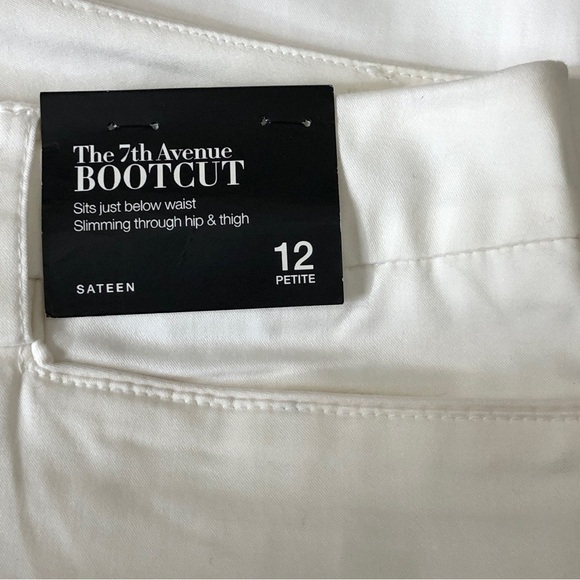 The 7th Avenue
BOOTCUT
Sits just below waist
Slimming through hip & thigh
12
PETITE
SATEEN